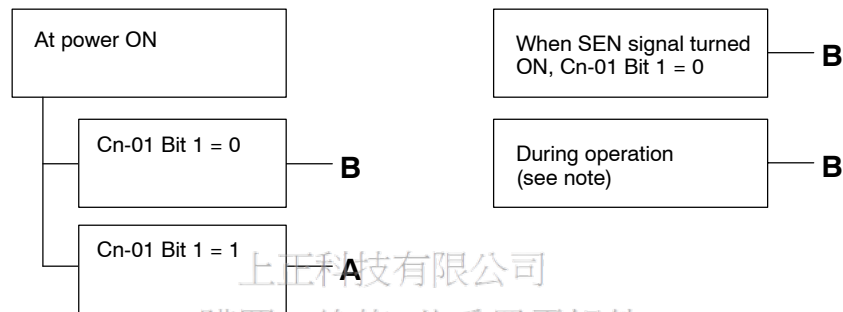 At power ON
Cn-01 Bit 1 = 0
B
Cn-01 Bit 1 = 1
A
When SEN signal turned
ON, Cn-01 Bit 1 = 0
B
During operation
(see note)
B
上正科技有限公司